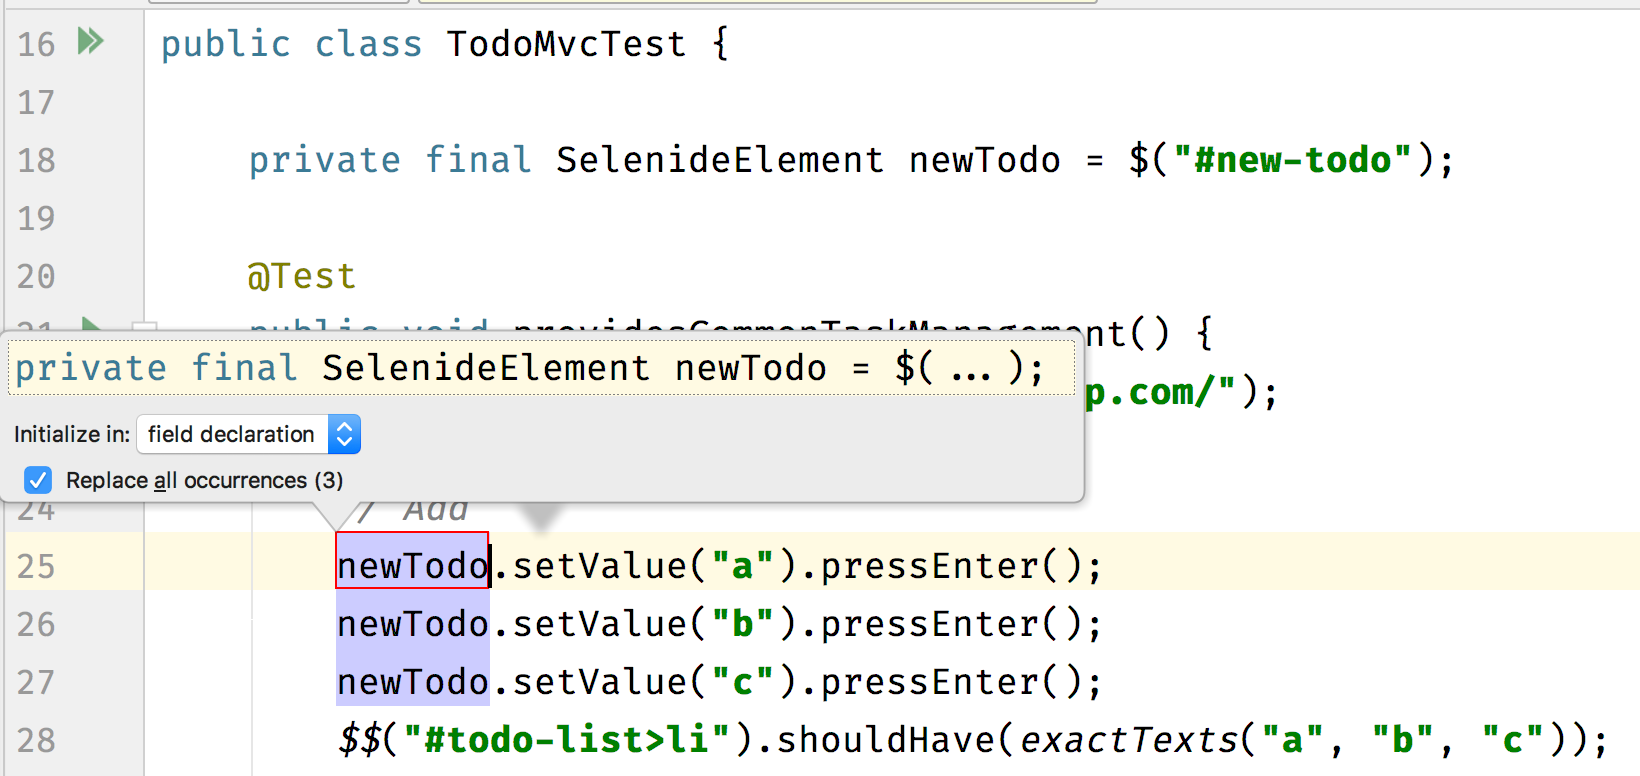 16 public class TodoMvcTest {
17
18 private final SelenideElement newTodo = $("#new-todo");
19
20 @Test
21 public void providesCommonTaskManagement() {
private final SelenideElement newTodo = $( ... );
p.com/");
Initialize in: field declaration
Replace all occurrences (3)
24 / Add
25 newTodo.setValue("a").pressEnter();
26 newTodo.setValue("b").pressEnter();
27 newTodo.setValue("c").pressEnter();
28 $$("#todo-list>li").shouldHave(exactTexts("a", "b", "c"));